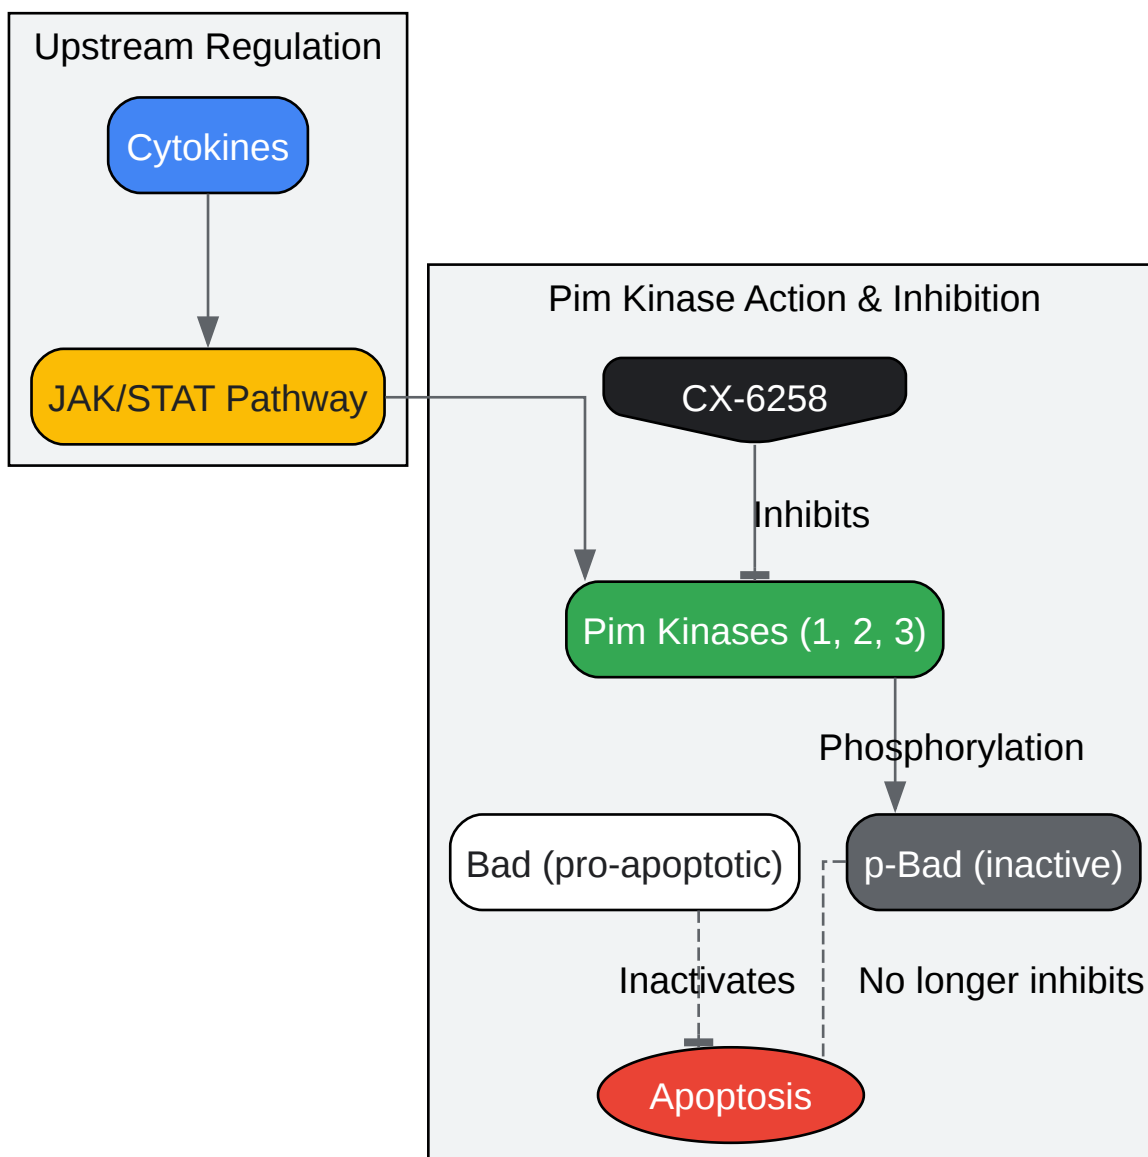 Upstream Regulation
Cytokines
JAK/STAT Pathway
Pim Kinase Action & Inhibition
CX-6258
Inhibits
Pim Kinases (1, 2, 3)
Phosphorylation
Bad (pro-apoptotic)
p-Bad (inactive)
Inactivates
No longer inhibits
Apoptosis